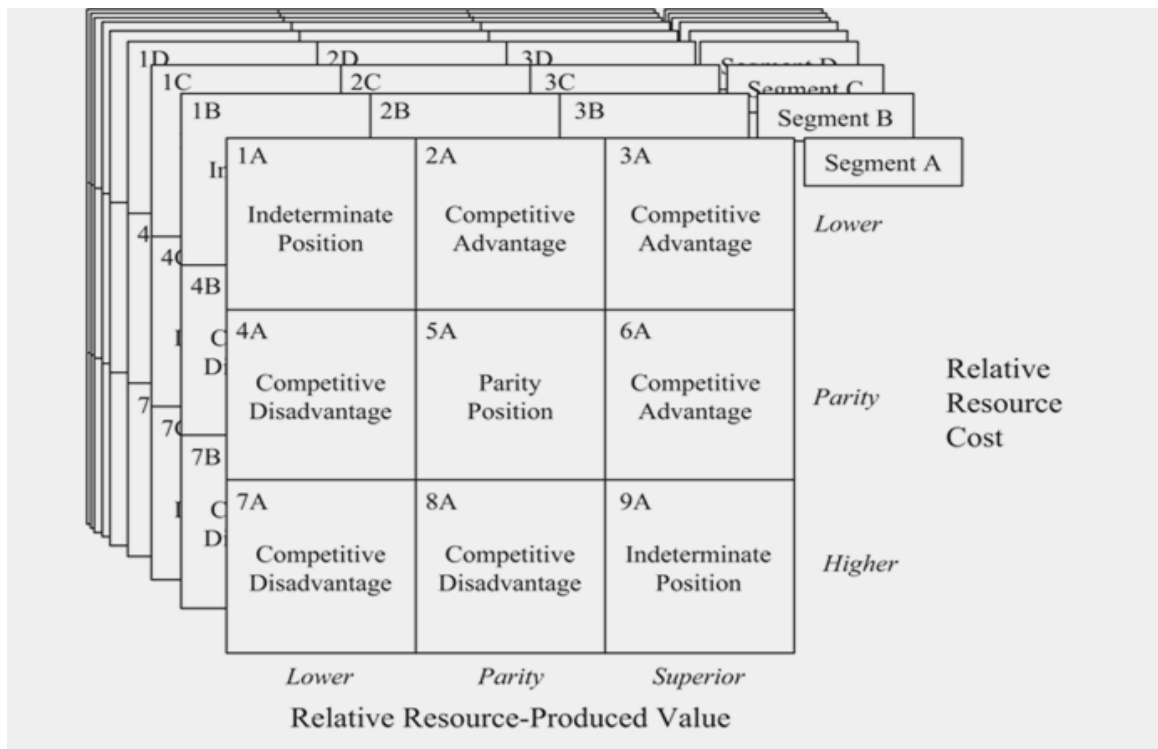 1D
2D
3D
Segment D
1C
2C
3C
Segment C
1B
2B
3B
Segment B
1A
2A
3A
Segment A
Indeterminate
Position
Competitive
Advantage
Competitive
Advantage
Lower
4B
4A
5A
6A
Competitive
Disadvantage
Parity
Position
Competitive
Advantage
Parity
Relative
Resource
Cost
7B
7A
8A
9A
Competitive
Disadvantage
Competitive
Disadvantage
Indeterminate
Position
Higher
Lower
Parity
Superior
Relative Resource-Produced Value